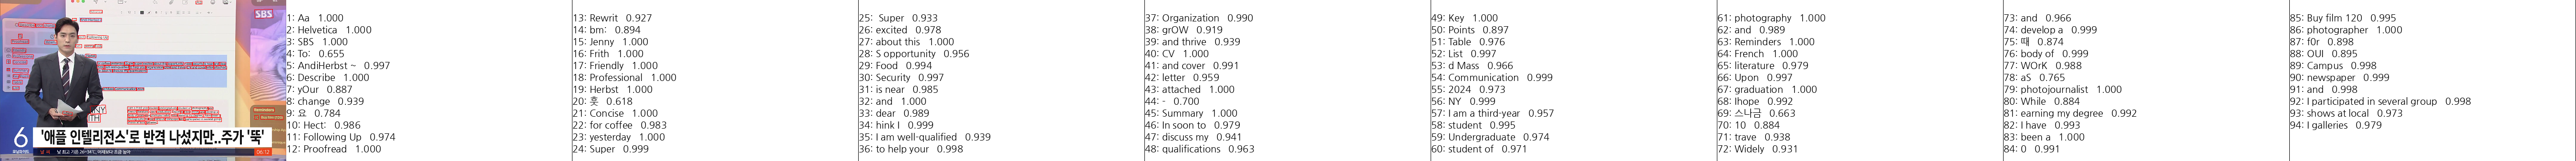 SBS
'애플 인텔리전스'로 반격 나섰지만..주가 '뚝'
6
06:12
1: Aa 1.000
2: Helvetica 1.000
3: SBS 1.000
4: To: 0.655
5: AndiHerbst ~ 0.997
6: Describe 1.000
7: yOur 0.887
8: change 0.939
9: 요 0.784
10: Hect: 0.986
11: Following Up 0.974
12: Proofread 1.000
13: Rewrit 0.927
14: bm: 0.894
15: Jenny 1.000
16: Frith 1.000
17: Friendly 1.000
18: Professional 1.000
19: Herbst 1.000
20: 홋 0.618
21: Concise 1.000
22: for coffee 0.983
23: yesterday 1.000
24: Super 0.999
25: Super 0.933
26: excited 0.978
27: about this 1.000
28: S opportunity 0.956
29: Food 0.994
30: Security 0.997
31: is near 0.985
32: and 1.000
33: dear 0.989
34: hink I 0.999
35: I am well-qualified 0.939
36: to help your 0.998
37: Organization 0.990
38: grOW 0.919
39: and thrive 0.939
40: CV 1.000
41: and cover 0.991
42: letter 0.959
43: attached 1.000
44: - 0.700
45: Summary 1.000
46: In soon to 0.979
47: discuss my 0.941
48: qualifications 0.963
49: Key 1.000
50: Points 0.897
51: Table 0.976
52: List 0.997
53: d Mass 0.966
54: Communication 0.999
55: 2024 0.973
56: NY 0.999
57: I am a third-year 0.957
58: student 0.995
59: Undergraduate 0.974
60: student of 0.971
61: photography 1.000
62: and 0.989
63: Reminders 1.000
64: French 1.000
65: literature 0.979
66: Upon 0.997
67: graduation 1.000
68: Ihope 0.992
69: 스나금 0.663
70: 10 0.884
71: trave 0.938
72: Widely 0.931
73: and 0.966
74: develop a 0.999
75: 때 0.874
76: body of 0.999
77: WOrK 0.988
78: aS 0.765
79: photojournalist 1.000
80: While 0.884
81: earning my degree 0.992
82: I have 0.993
83: been a 1.000
84: 0 0.991
85: Buy film 120 0.995
86: photographer 1.000
87: f0r 0.898
88: OUI 0.895
89: Campus 0.998
90: newspaper 0.999
91: and 0.998
92: I participated in several group 0.998
93: shows at local 0.973
94: I galleries 0.979